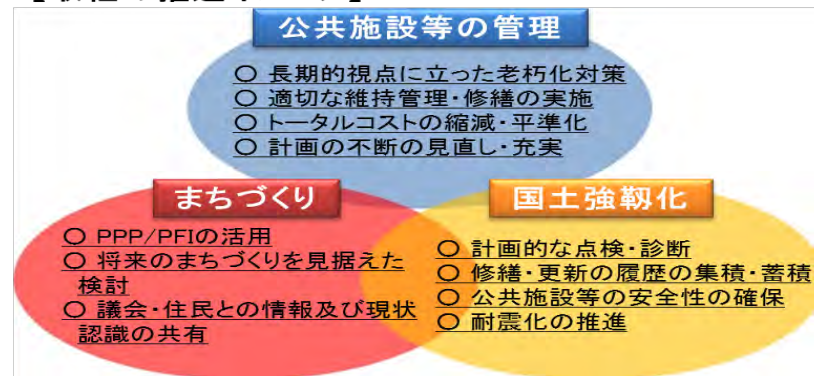 公共施設等の管理
○ 長期的視点に立った老朽化対策
○ 適切な維持管理・修繕の実施
○ トータルコストの縮減・平準化
○ 計画の不断の見直し・充実
まちづくり
○ PPP/PFIの活用
○ 将来のまちづくりを見据えた
検討
○ 議会・住民との情報及び現状
認識の共有
国土強靱化
○ 計画的な点検・診断
○ 修繕・更新の履歴の集積・蓄積
○ 公共施設等の安全性の確保
○ 耐震化の推進